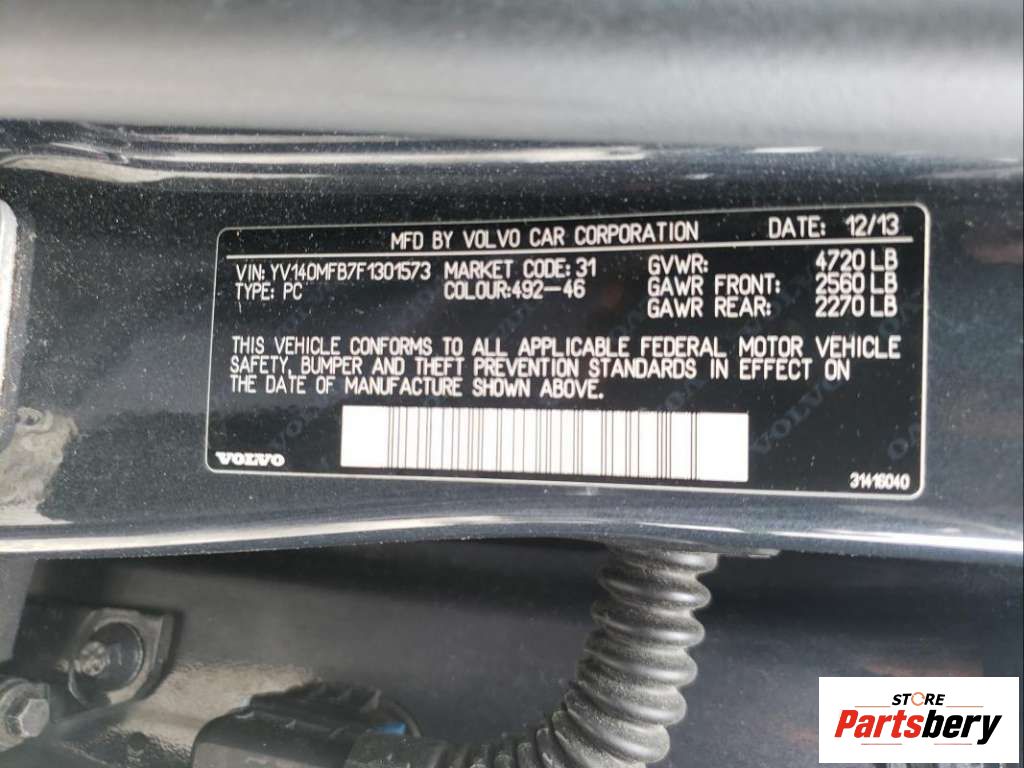 MFD BY VOLVO CAR CORPORATION DATE: 12/13
VIN: YV140MFB7F1301573 MARKET CODE: 31 GVWR: 4720 LB
TYPE: PC COLOUR:492-46 GAWR FRONT: 2560 LB
GAWR REAR: 2270 LB
THIS VEHICLE CONFORMS TO ALL APPLICABLE FEDERAL MOTOR VEHICLE
SAFETY, BUMPER AND THEFT PREVENTION STANDARDS IN EFFECT ON
THE DATE OF MANUFACTURE SHOWN ABOVE.
VOLVO
31416040
STORE
Partsbery